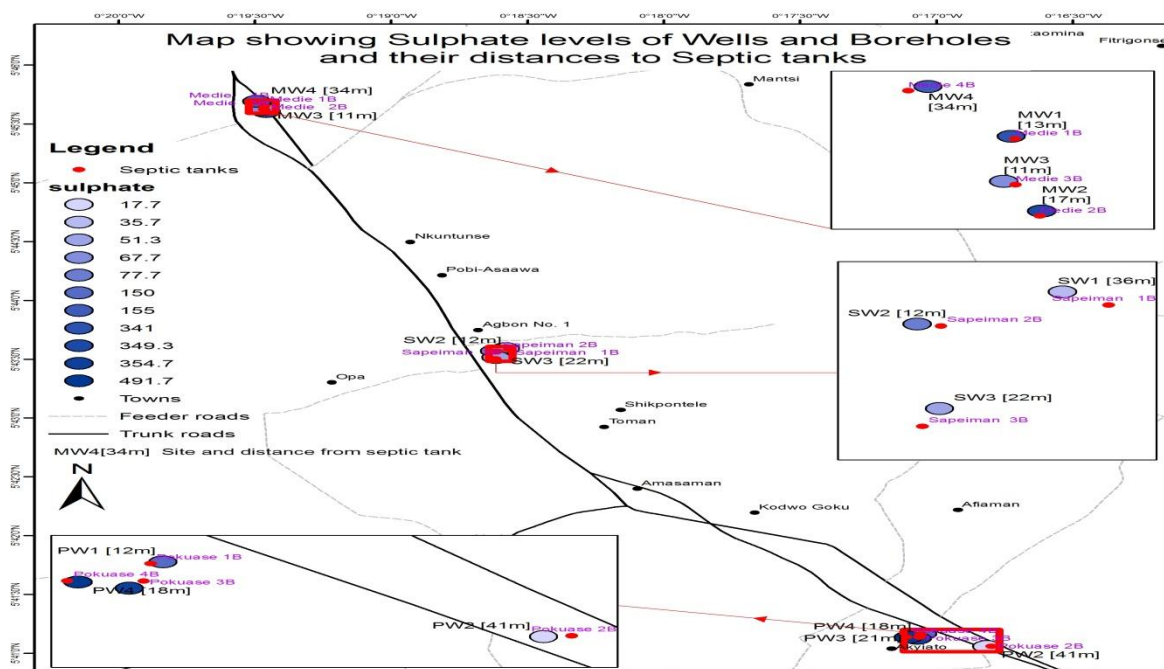 0°20'0"W 0°19'30"W 0°19'0"W 0°18'30"W 0°18'0"W 0°17'30"W 0°17'0"W 0°16'30"W
Map showing Sulphate levels of Wells and Boreholes
and their distances to Septic tanks
Fitrigonse
Mantsi
MW4 [34m]
Medie 1B
Medie 2B
MW3 [11m]
Medie 4B
MW4
[34m]
MW1
[13m]
Medie 1B
MW3
[11m]
Medie 3B
MW2
[17m]
Medie 2B
Legend
Septic tanks
sulphate
17.7
35.7
51.3
67.7
77.7
150
155
341
349.3
354.7
491.7
Towns
Feeder roads
Trunk roads
MW4[34m] Site and distance from septic tank
N
Nkuntunse
Pobi-Asaawa
Agbon No. 1
SW2 [12m]
Sapeiman 2B
Sapeiman 1B
SW3 [22m]
Opa
Shikpontele
Toman
SW1 [36m]
Sapeiman 1B
SW2 [12m]
Sapeiman 2B
SW3 [22m]
Sapeiman 3B
Amasaman
Kodwo Goku
Afiaman
PW1 [12m]
Pokuase 1B
Pokuase 4B
Pokuase 3B
PW4 [18m]
PW2 [41m]
Pokuase 2B
PW4 [18m]
PW3 [21m]
Pokuase 2B
PW2 [41m]